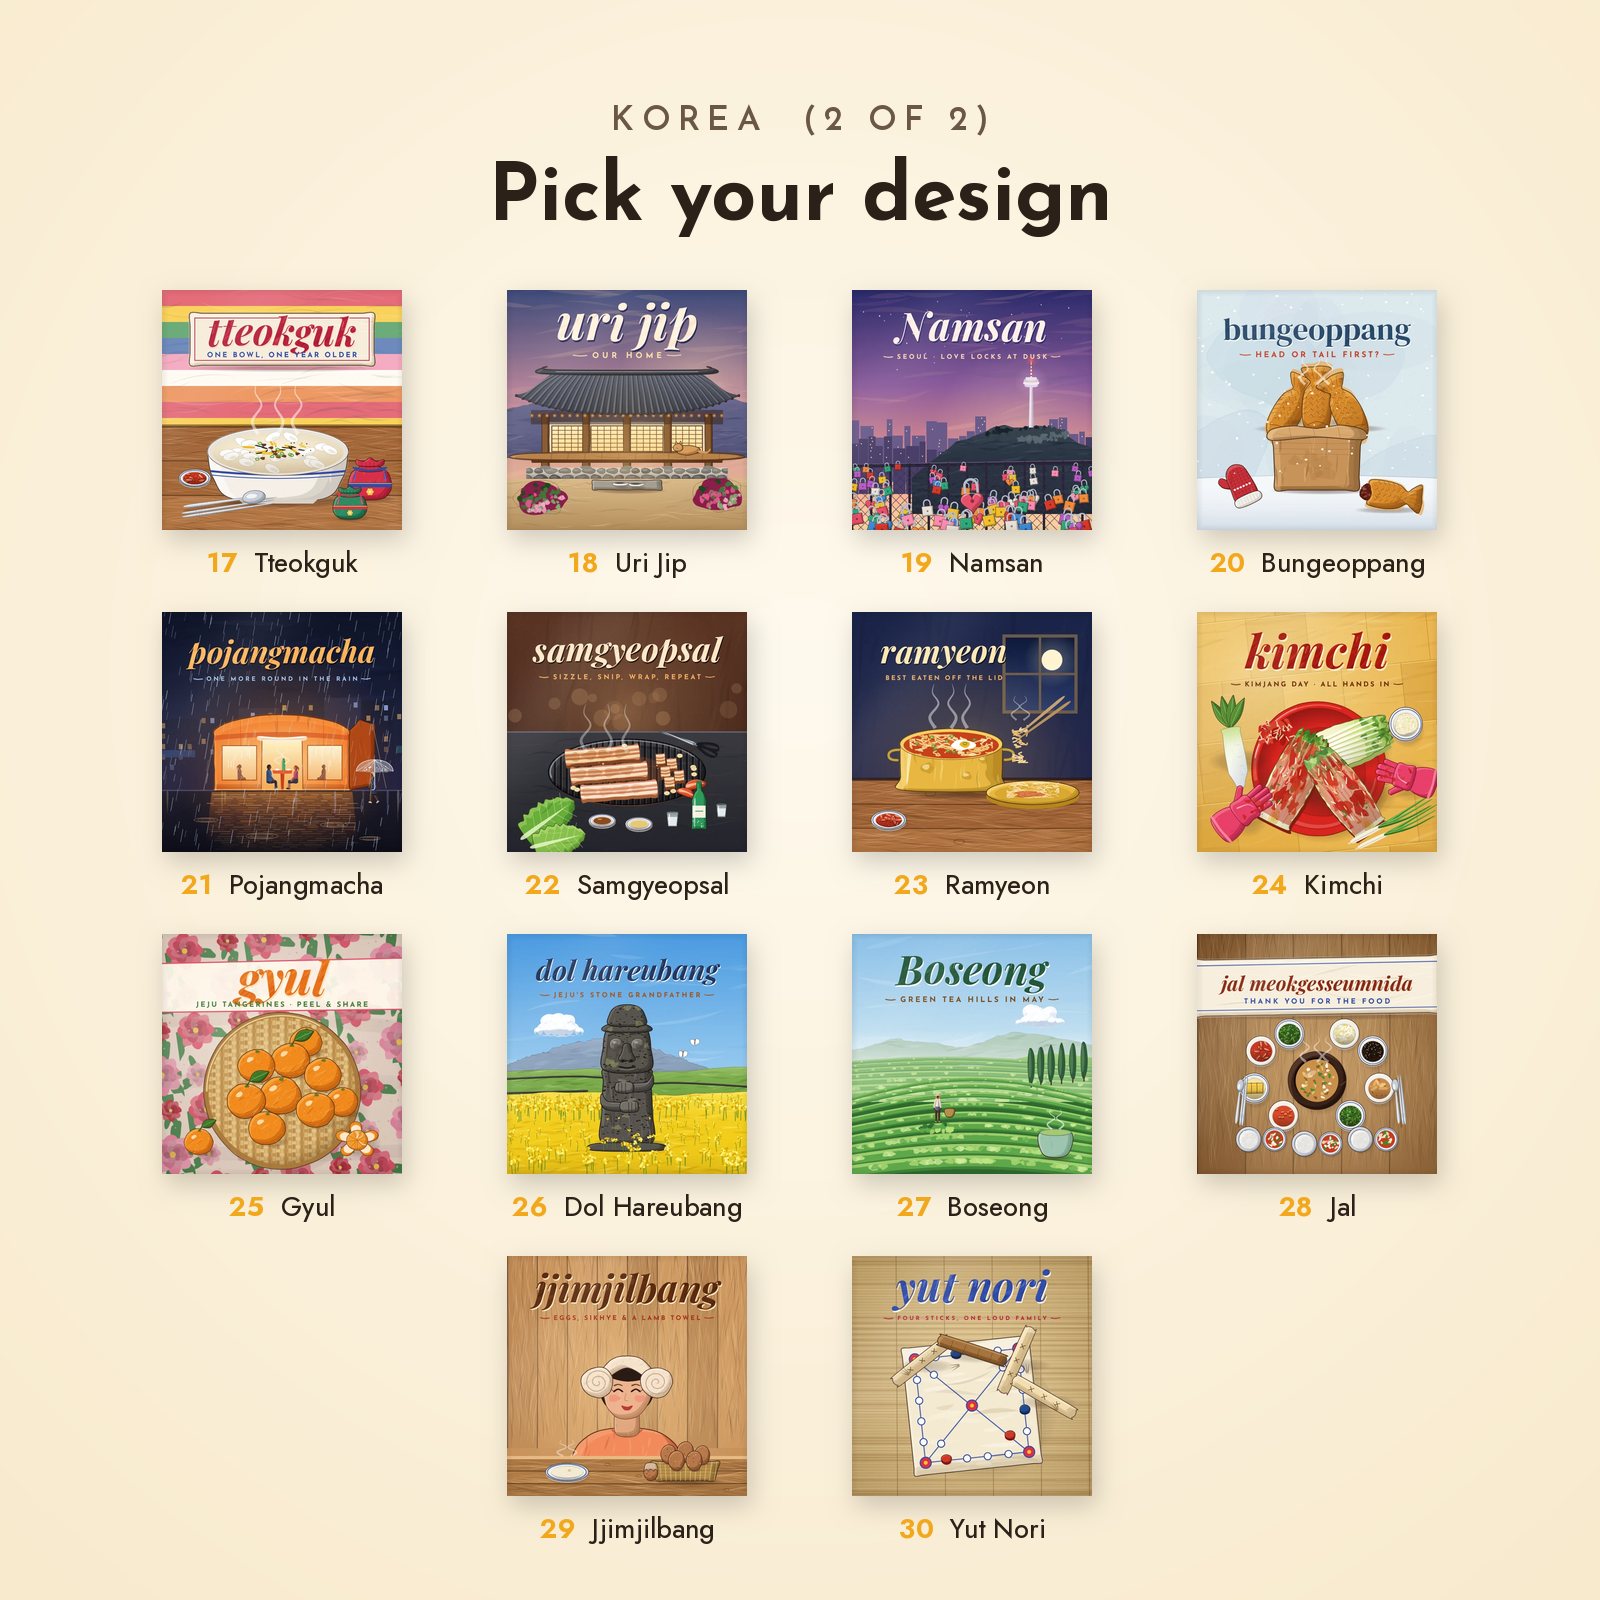 KOREA (2 OF 2)
Pick your design
tteokguk
ONE BOWL, ONE YEAR OLDER
17 Tteokguk
uri jip
OUR HOME
18 Uri Jip
Namsan
SEOUL · LOVE LOCKS AT DUSK
19 Namsan
bungeoppang
HEAD OR TAIL FIRST?
20 Bungeoppang
pojangmacha
ONE MORE ROUND IN THE RAIN
21 Pojangmacha
samgyeopsal
SIZZLE, SNIP, WRAP, REPEAT
22 Samgyeopsal
ramyeon
BEST EATEN OFF THE LID
23 Ramyeon
kimchi
KIMJANG DAY · ALL HANDS IN
24 Kimchi
gyul
JEJU TANGERINES · PEEL & SHARE
25 Gyul
dol hareubang
JEJU'S STONE GRANDFATHER
26 Dol Hareubang
Boseong
GREEN TEA HILLS IN MAY
27 Boseong
jal meokgesseumnida
THANK YOU FOR THE FOOD
28 Jal
jjimjilbang
EGGS, SIKHYE & A LAMB TOWEL
29 Jjimjilbang
yut nori
FOUR STICKS, ONE LOUD FAMILY
30 Yut Nori